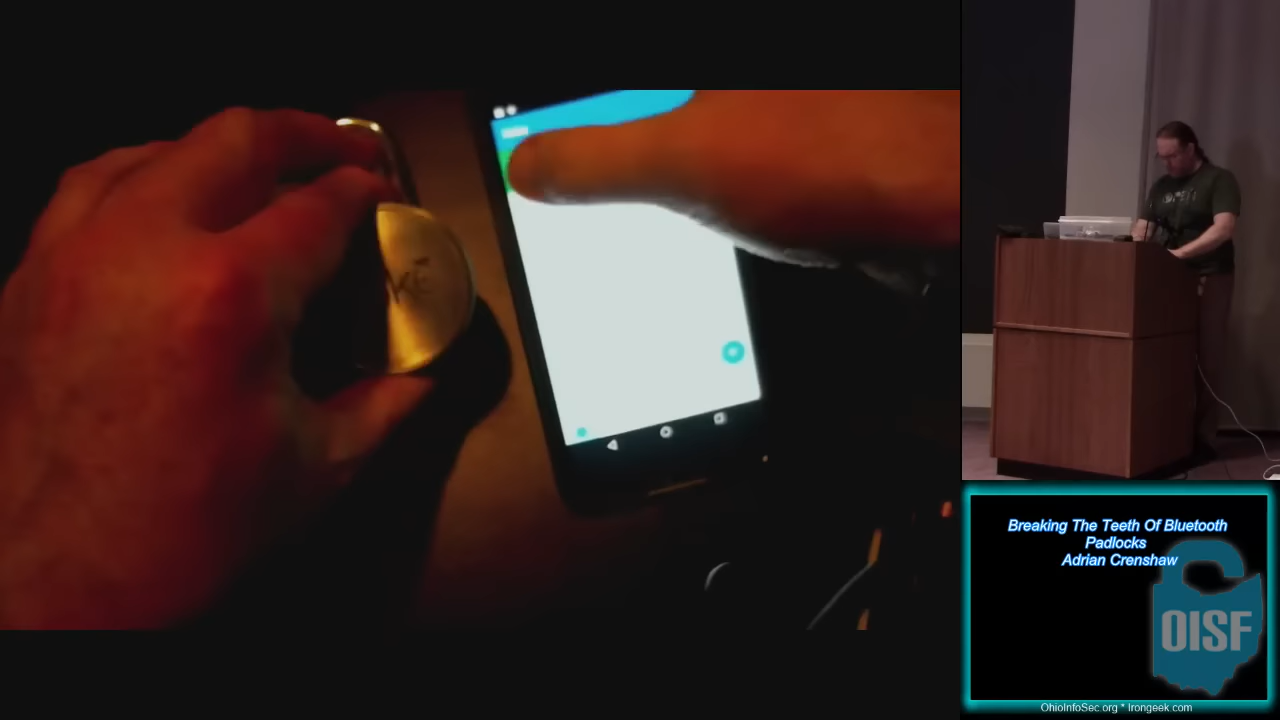 Breaking The Teeth Of Bluetooth
Padlocks
Adrian Crenshaw
OISF
OhioInfoSec.org * Irongeek.com